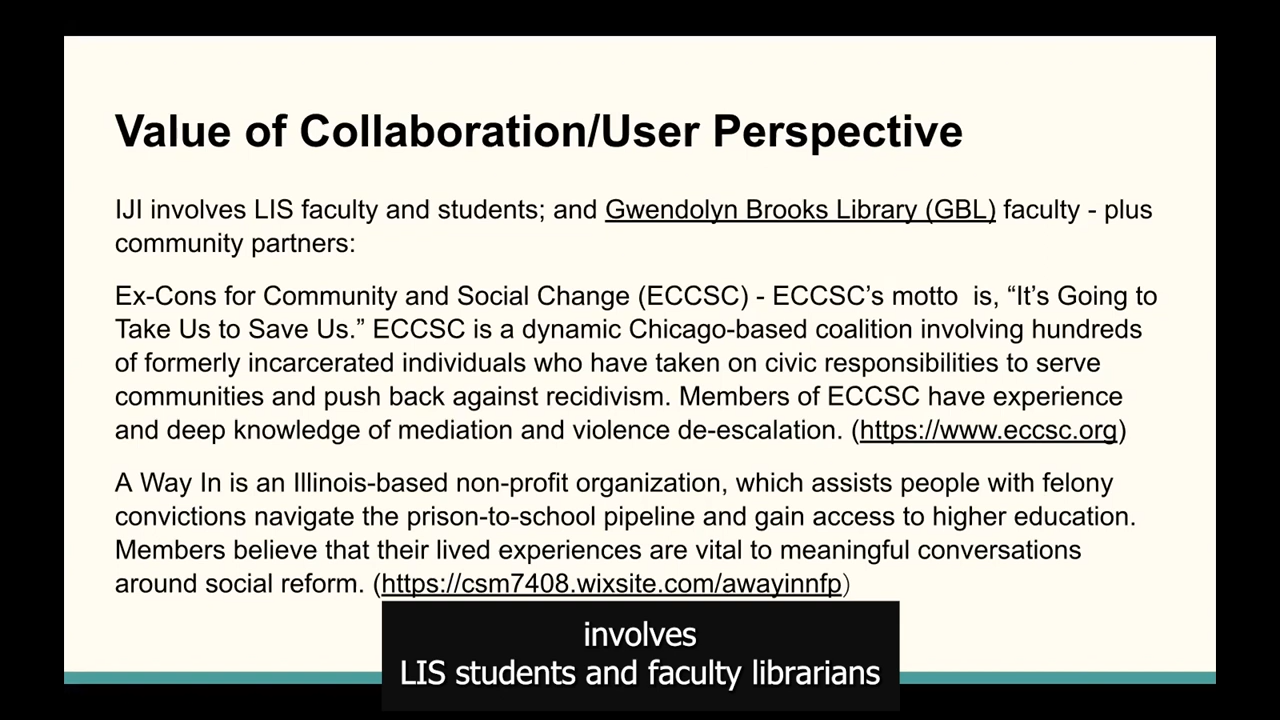 Value of Collaboration/User Perspective
IJI involves LIS faculty and students; and Gwendolyn Brooks Library (GBL) faculty - plus
community partners:
Ex-Cons for Community and Social Change (ECCSC) - ECCSC’s motto  is, “It’s Going to
Take Us to Save Us.” ECCSC is a dynamic Chicago-based coalition involving hundreds
of formerly incarcerated individuals who have taken on civic responsibilities to serve
communities and push back against recidivism. Members of ECCSC have experience
and deep knowledge of mediation and violence de-escalation. (https://www.eccsc.org)
A Way In is an Illinois-based non-profit organization, which assists people with felony
convictions navigate the prison-to-school pipeline and gain access to higher education.
Members believe that their lived experiences are vital to meaningful conversations
around social reform. (https://csm7408.wixsite.com/awayinnfp)
involves
LIS students and faculty librarians